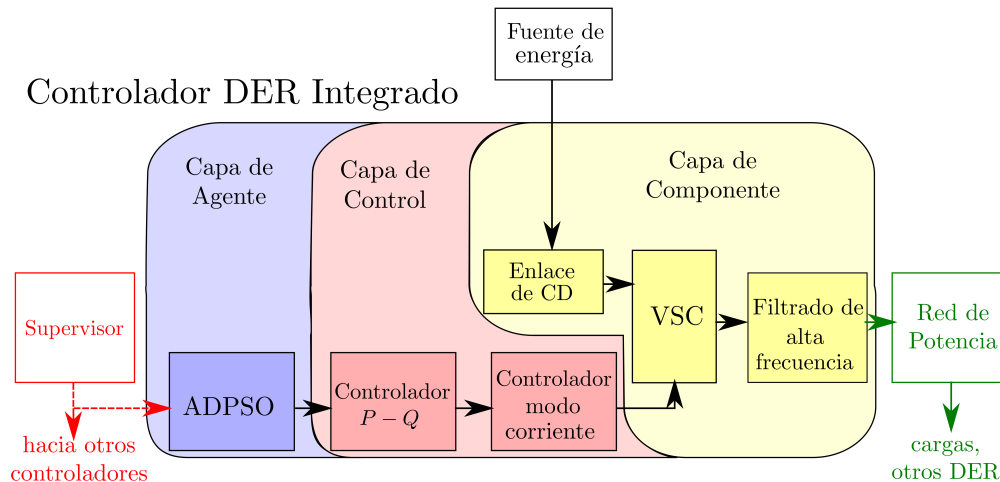 Fuente de
energía
Controlador DER Integrado
Capa de
Agente
Capa de
Control
Capa de
Componente
Enlace
de CD
VSC
Filtrado de
alta
frecuencia
Red de
Potencia
Supervisor
ADPSO
Controlador
P − Q
Controlador
modo
corriente
hacia otros
controladores
cargas,
otros DER